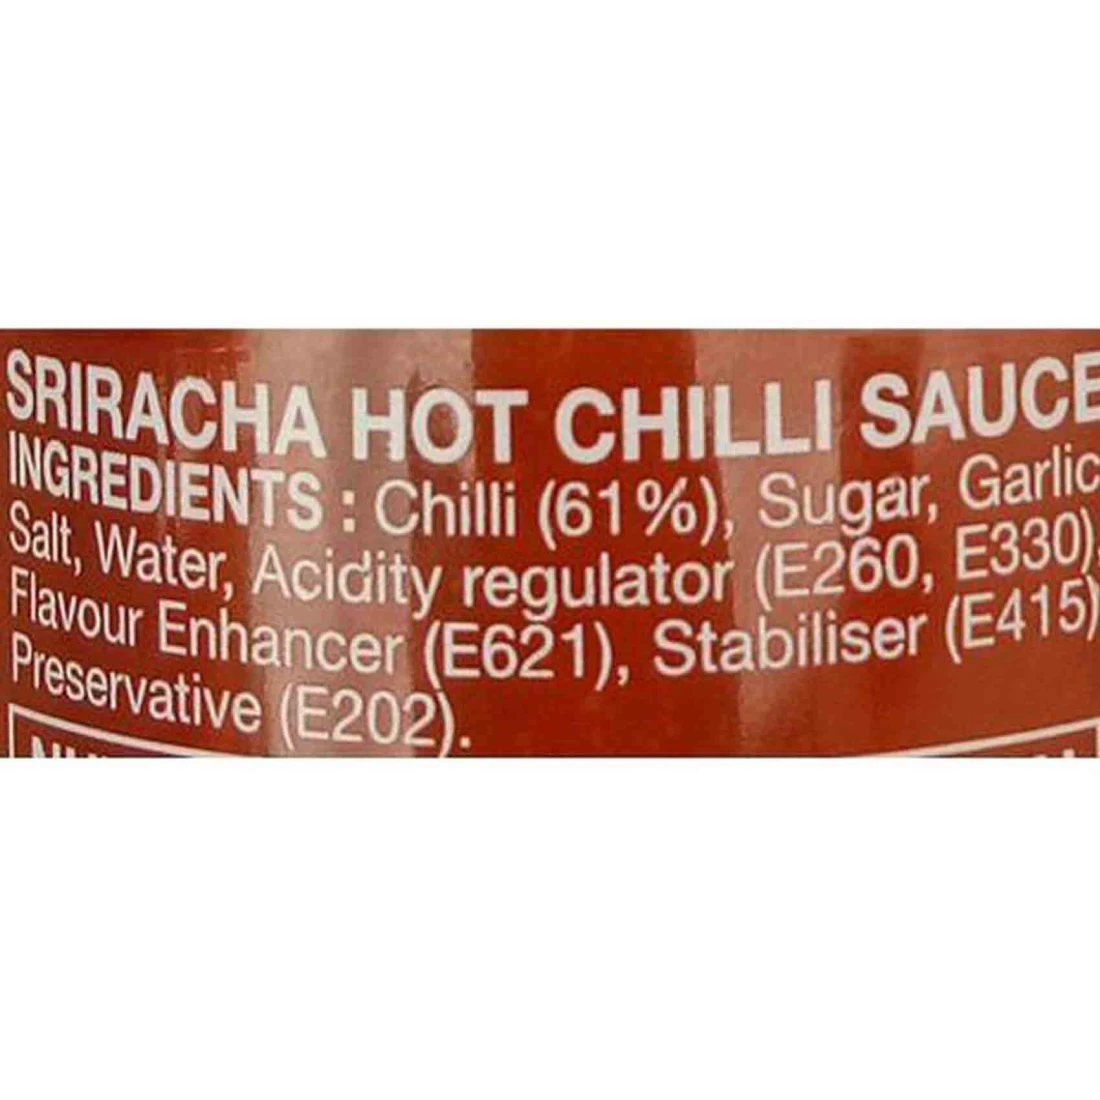 SRIRACHA HOT CHILLI SAUCE
INGREDIENTS : Chilli (61%), Sugar, Garlic
Salt, Water, Acidity regulator (E260, E330),
Flavour Enhancer (E621), Stabiliser (E415)
Preservative (E202).